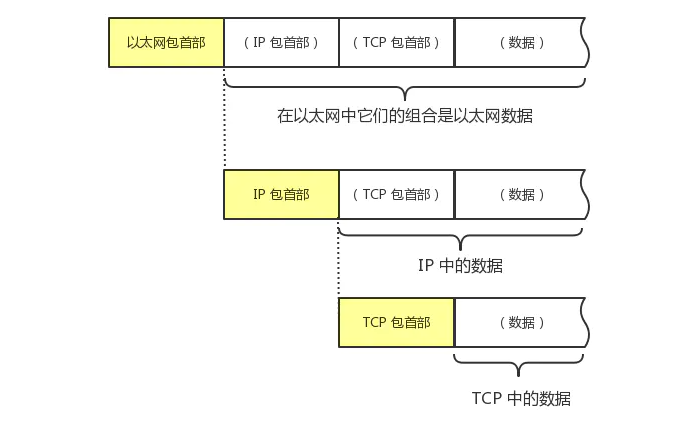 以太网包首部 （IP 包首部） （TCP 包首部） （数据）
在以太网中它们的组合是以太网数据
IP 包首部 （TCP 包首部） （数据）
IP 中的数据
TCP 包首部 （数据）
TCP 中的数据